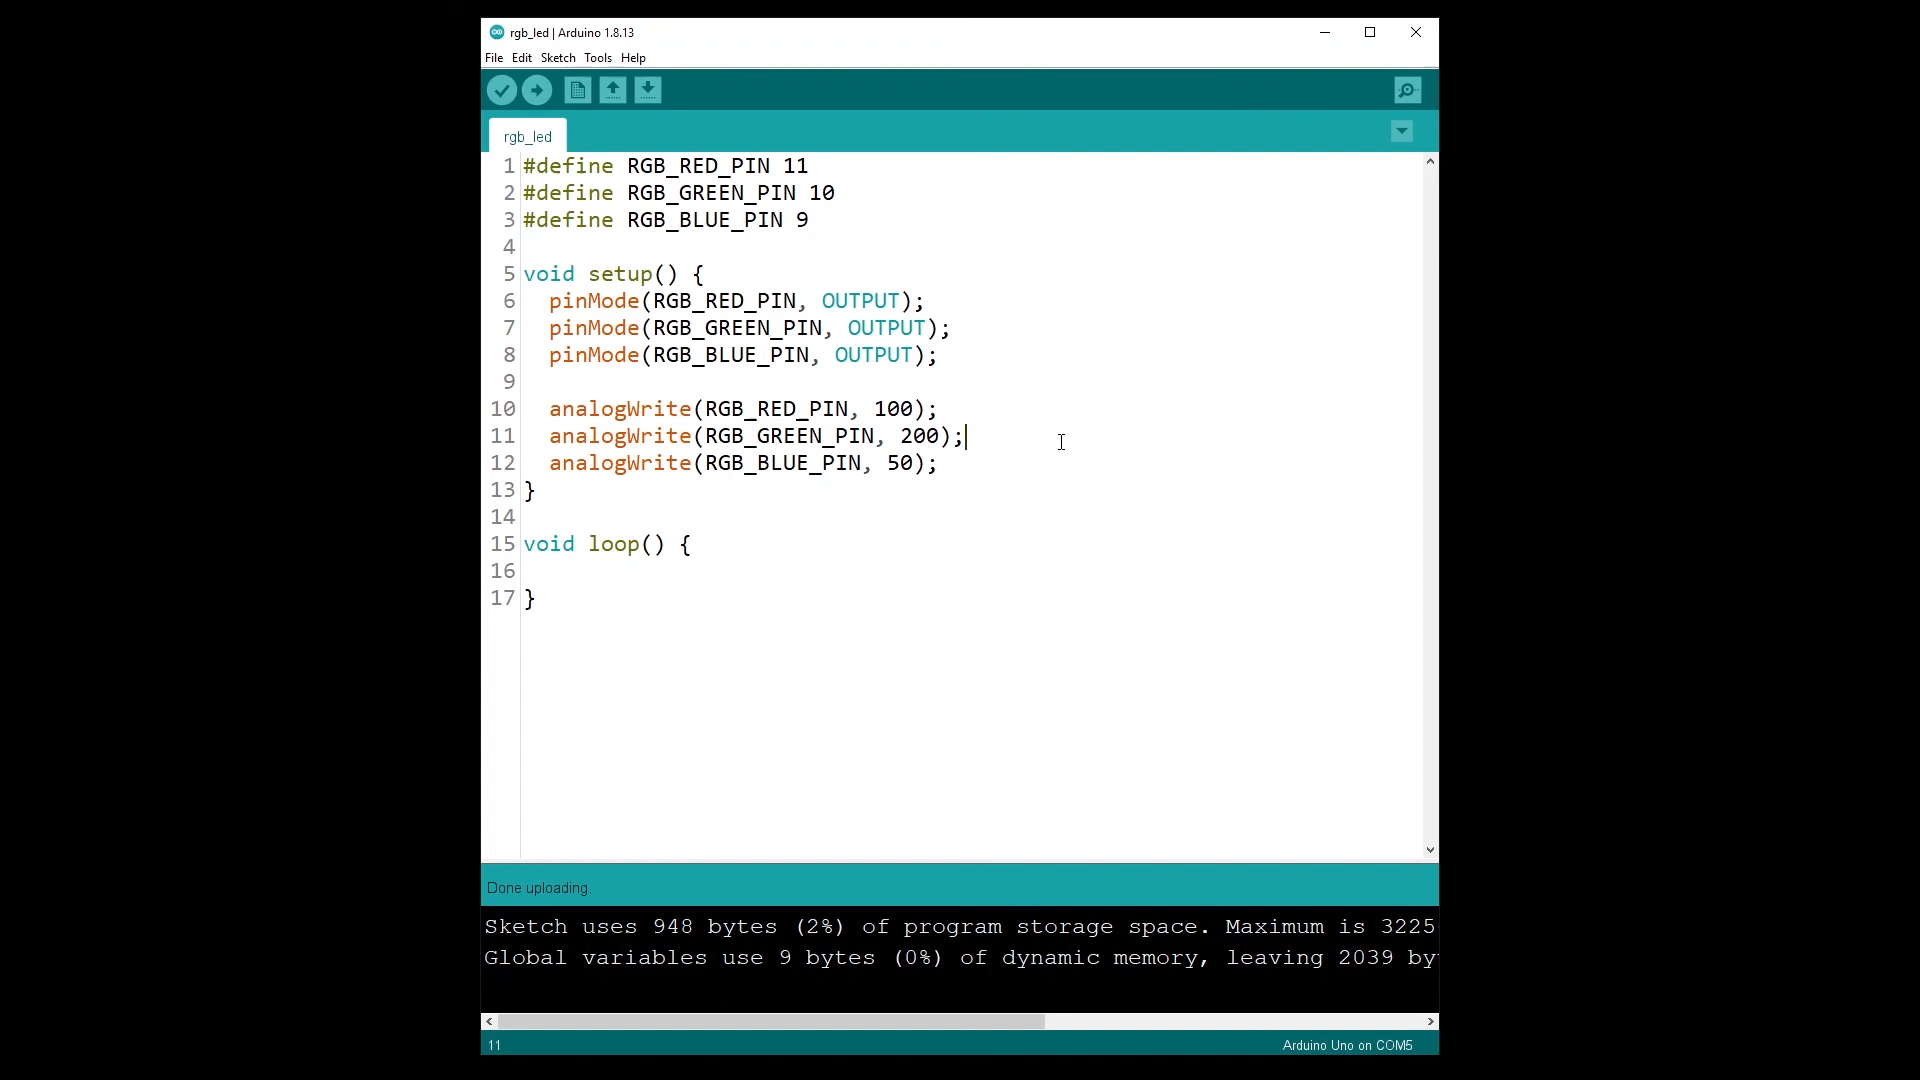 rgb_led | Arduino 1.8.13
File Edit Sketch Tools Help
rgb_led
1 #define RGB_RED_PIN 11
2 #define RGB_GREEN_PIN 10
3 #define RGB_BLUE_PIN 9
4
5 void setup() {
6 pinMode(RGB_RED_PIN, OUTPUT);
7 pinMode(RGB_GREEN_PIN, OUTPUT);
8 pinMode(RGB_BLUE_PIN, OUTPUT);
9
10 analogWrite(RGB_RED_PIN, 100);
11 analogWrite(RGB_GREEN_PIN, 200);
12 analogWrite(RGB_BLUE_PIN, 50);
13 }
14
15 void loop() {
16
17 }
Done uploading.
Sketch uses 948 bytes (2%) of program storage space. Maximum is 3225
Global variables use 9 bytes (0%) of dynamic memory, leaving 2039 by
11 Arduino Uno on COM5